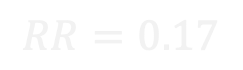 RR = 0.17